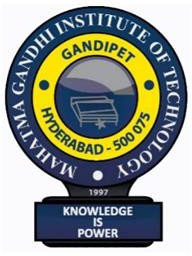 MAHATMA GANDHI INSTITUTE OF TECHNOLOGY
GANDIPET
HYDERABAD - 500 075
1997
KNOWLEDGE
IS
POWER